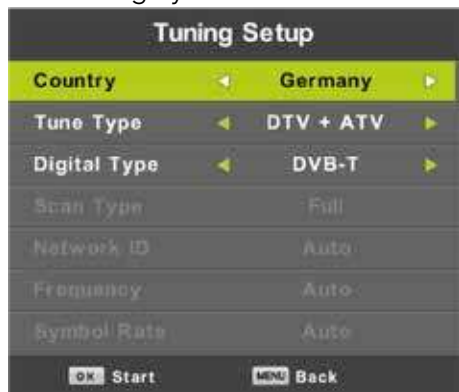 Tuning Setup
Country Germany
Tune Type DTV + ATV
Digital Type DVB-T
Scan Type Full
Network ID Auto
Frequency Auto
Symbol Rate Auto
OK Start MENU Back